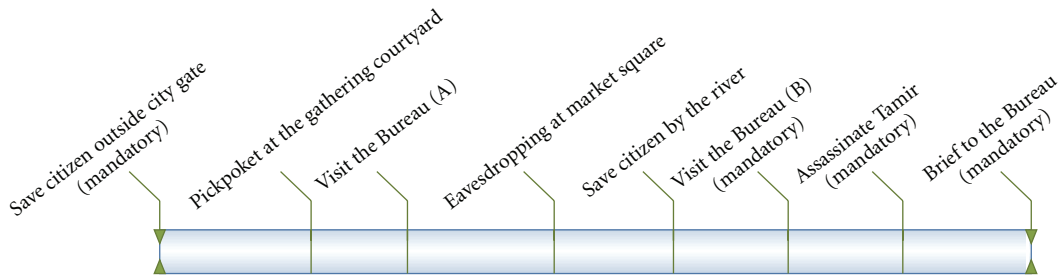 Save citizen outside city gate
(mandatory)
Pickpoket at the gathering courtyard
Visit the Bureau (A)
Eavesdropping at market square
Save citizen by the river
Visit the Bureau (B)
(mandatory)
Assassinate Tamir
(mandatory)
Brief to the Bureau
(mandatory)